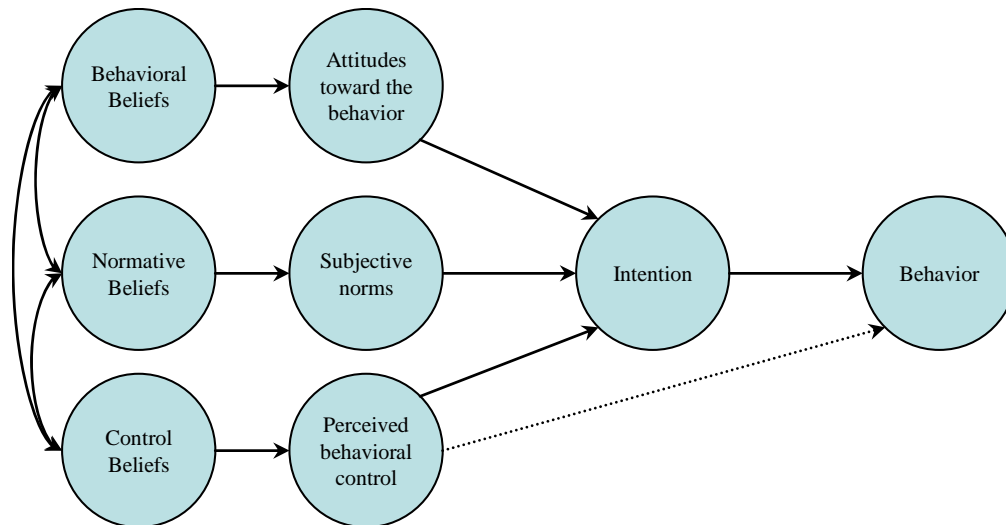 Behavioral
Beliefs
Attitudes
toward the
behavior
Normative
Beliefs
Subjective
norms
Intention
Behavior
Control
Beliefs
Perceived
behavioral
control